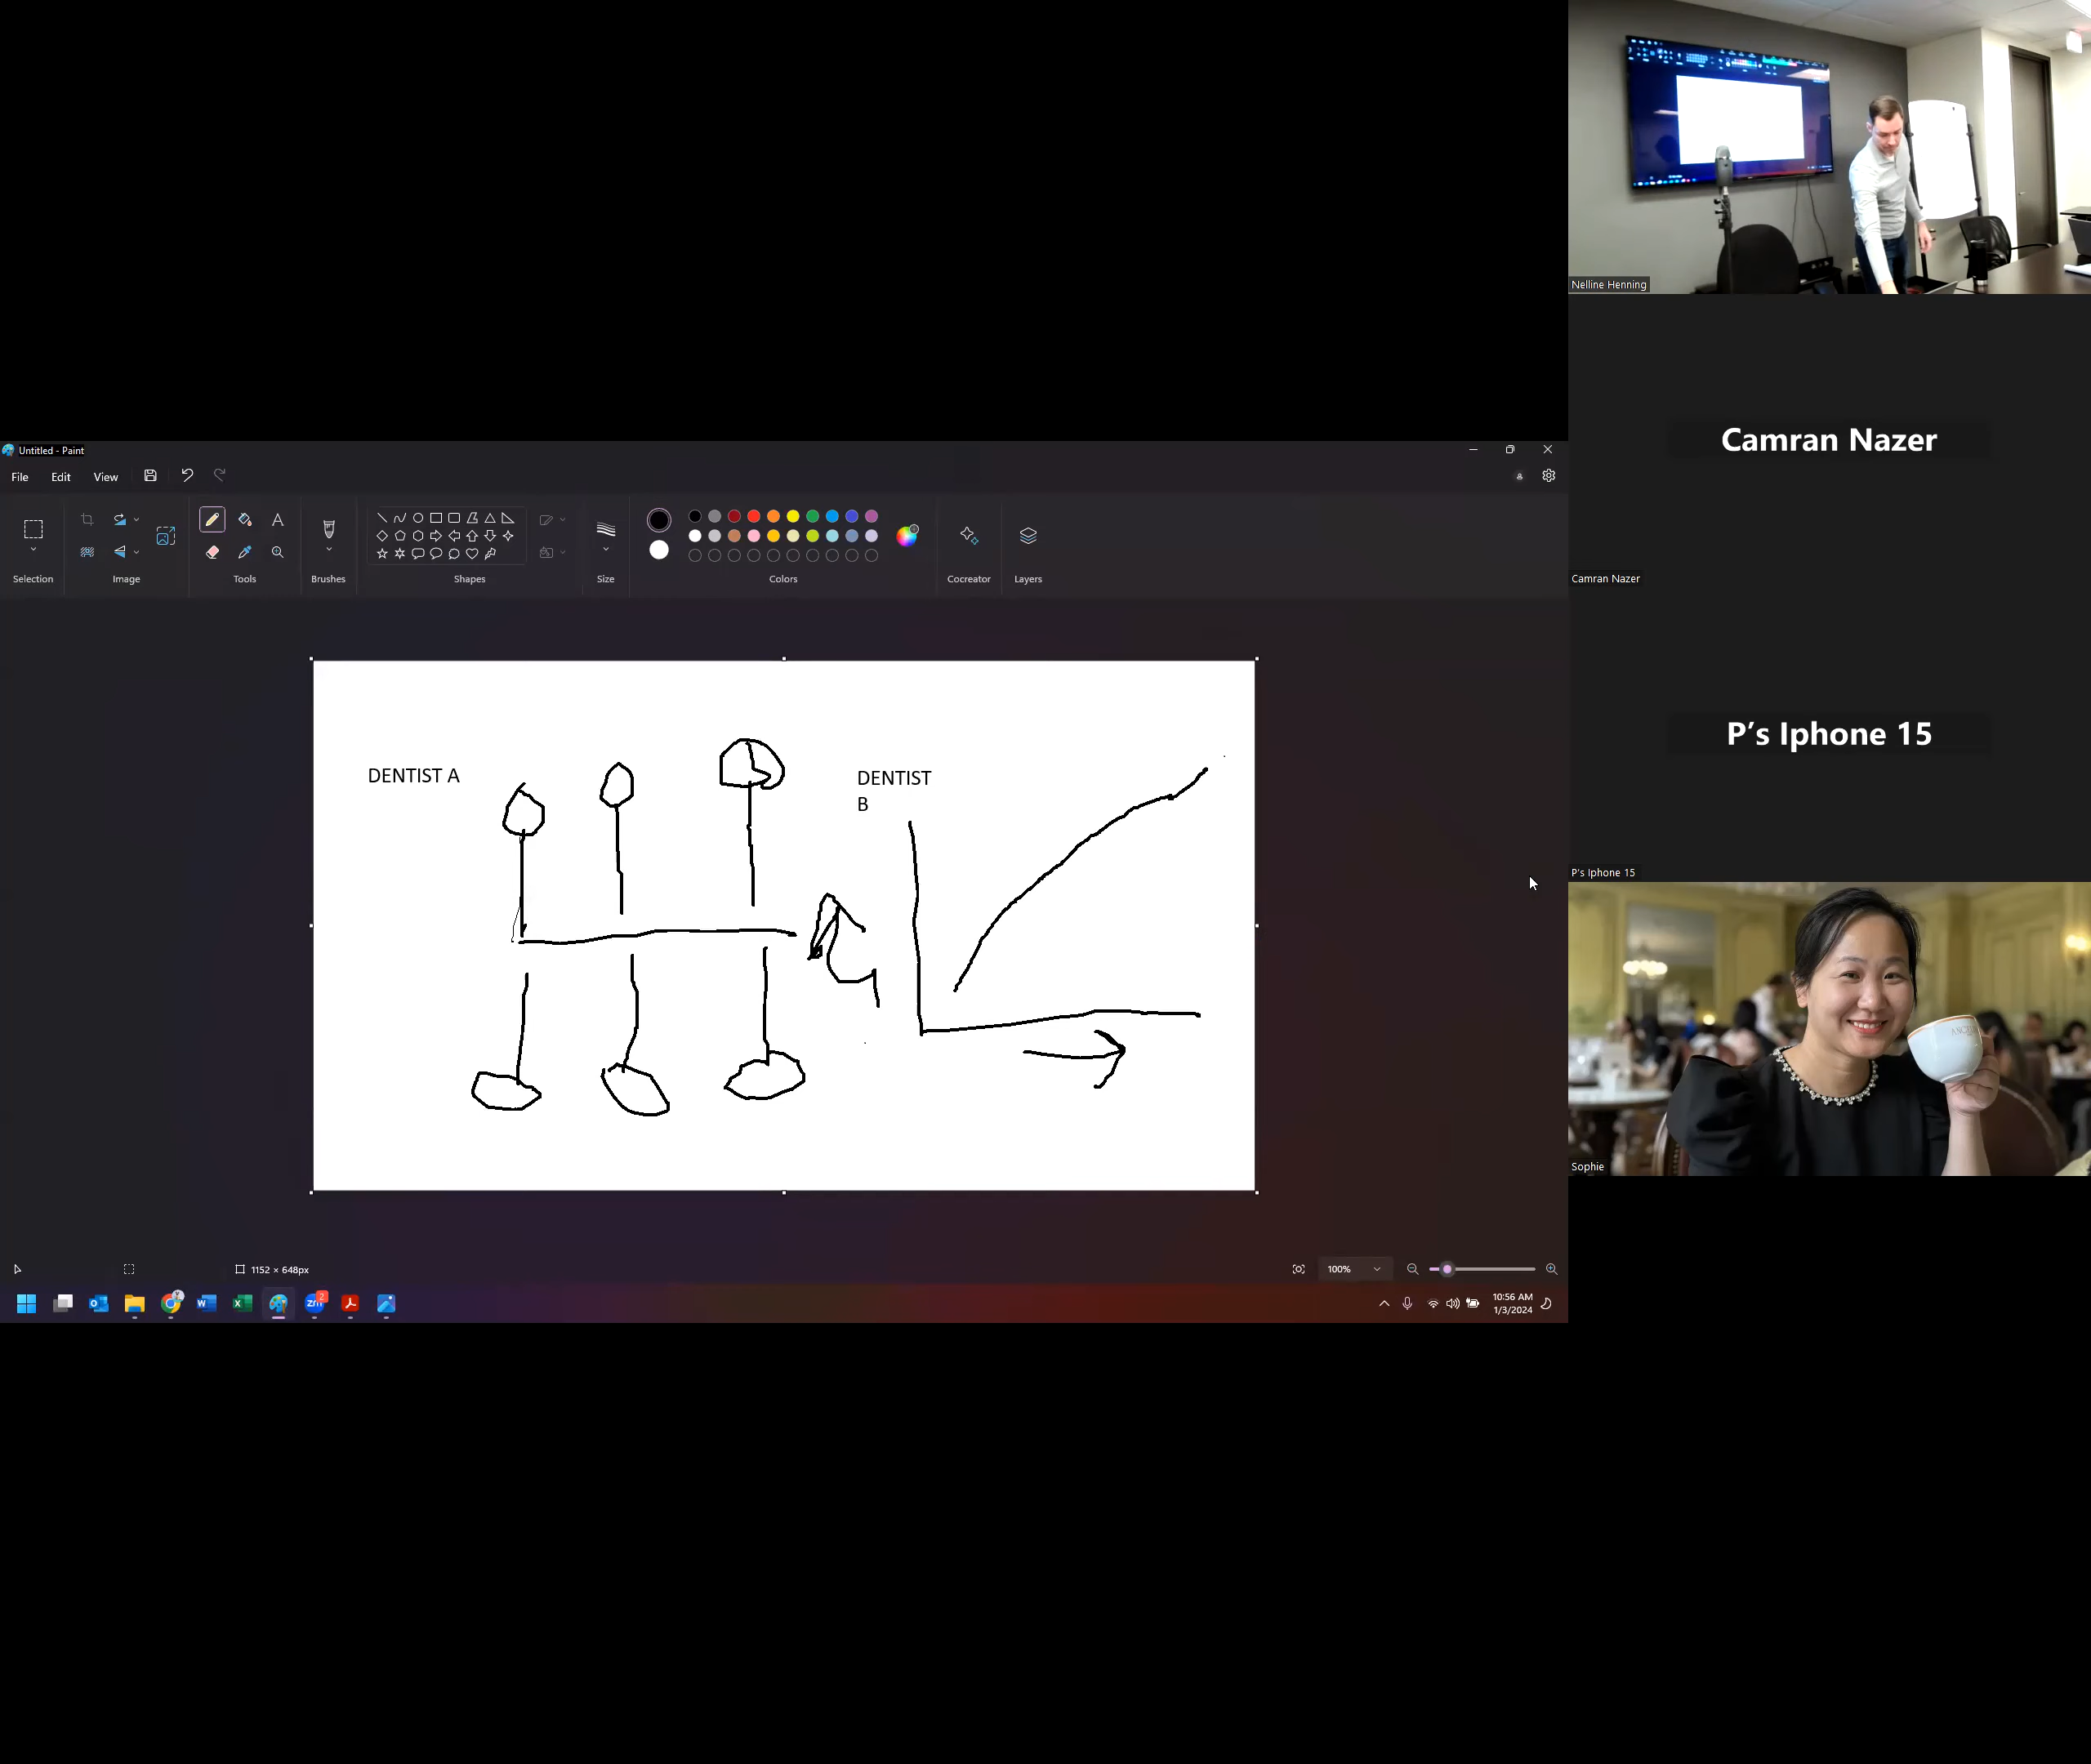 Untitled - Paint
File Edit View
Selection
Image
Tools
Brushes
Shapes
Size
Colors
Cocreator
Layers
DENTIST A
DENTIST
B
1152 × 648px
100%
10:56 AM
1/3/2024
2
Nelline Henning
Camran Nazer
Camran Nazer
P's Iphone 15
P's Iphone 15
Sophie